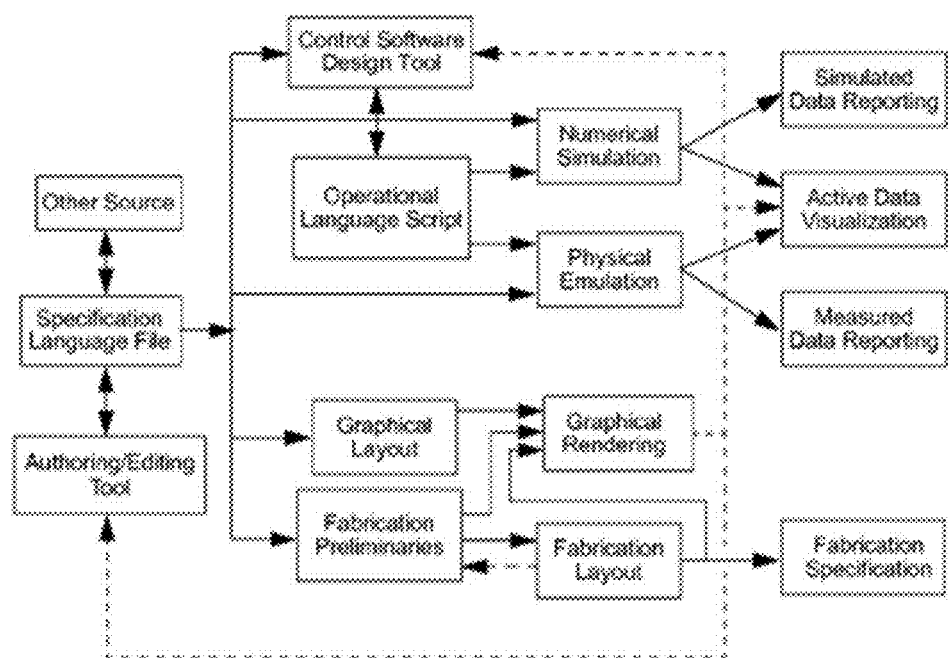 Control Software
Design Tool
Simulated
Data Reporting
Numerical
Simulation
Other Source
Operational
Language Script
Active Data
Visualization
Physical
Emulation
Specification
Language File
Measured
Data Reporting
Graphical
Layout
Graphical
Rendering
Authoring/Editing
Tool
Fabrication
Preliminaries
Fabrication
Layout
Fabrication
Specification